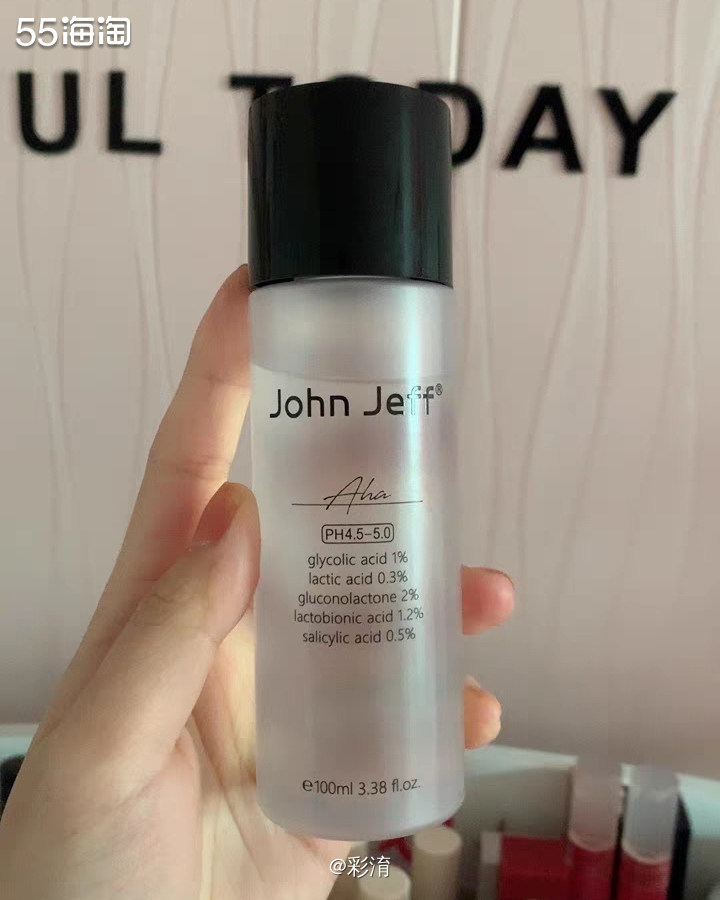 55海淘
UL TODAY
John Jeff®
Aha
PH4.5-5.0
glycolic acid 1%
lactic acid 0.3%
gluconolactone 2%
lactobionic acid 1.2%
salicylic acid 0.5%
e100ml 3.38 fl.oz.
@彩淯